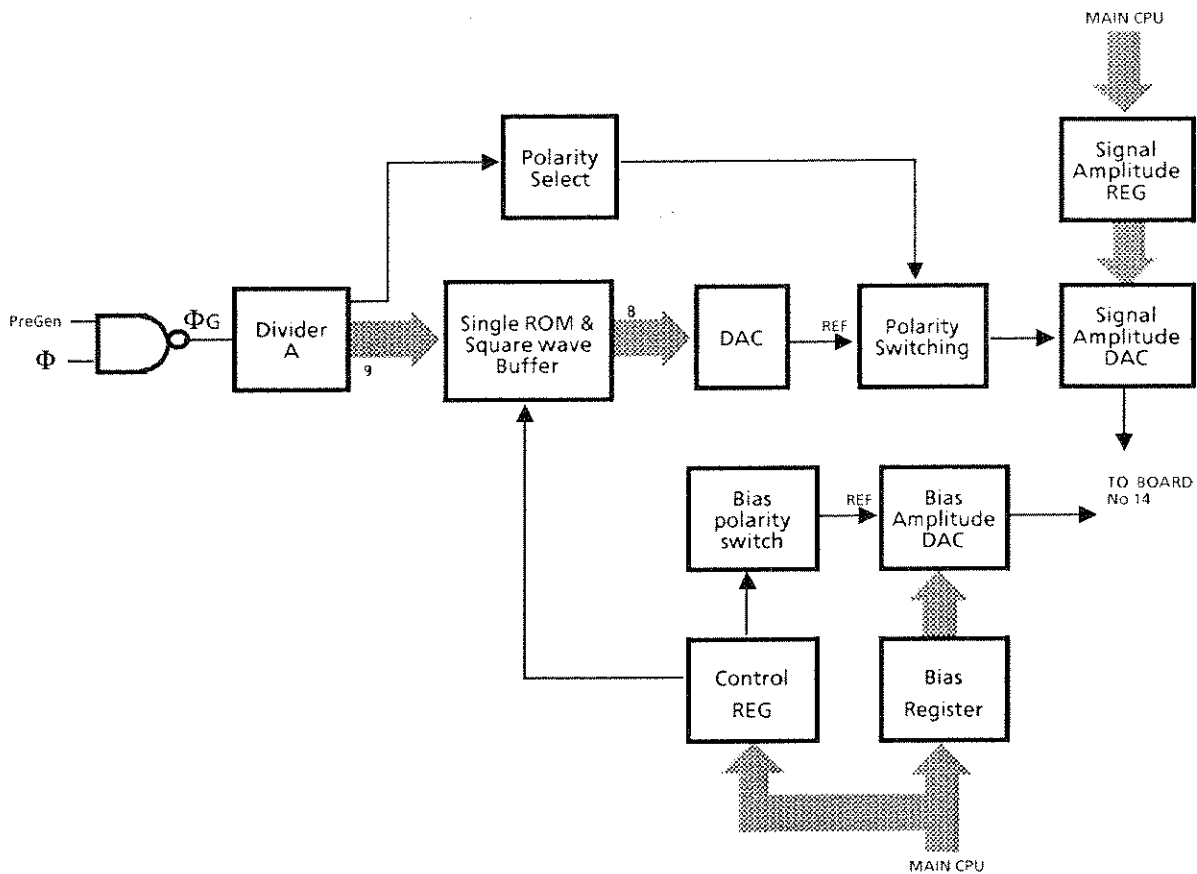 MAIN CPU
Signal
Amplitude
REG
Polarity
Select
PreGen
Φ
ΦG
Divider
A
9
Single ROM &
Square wave
Buffer
8
DAC
REF
Polarity
Switching
Signal
Amplitude
DAC
TO BOARD
No 14
Bias
polarity
switch
REF
Bias
Amplitude
DAC
Control
REG
Bias
Register
MAIN CPU